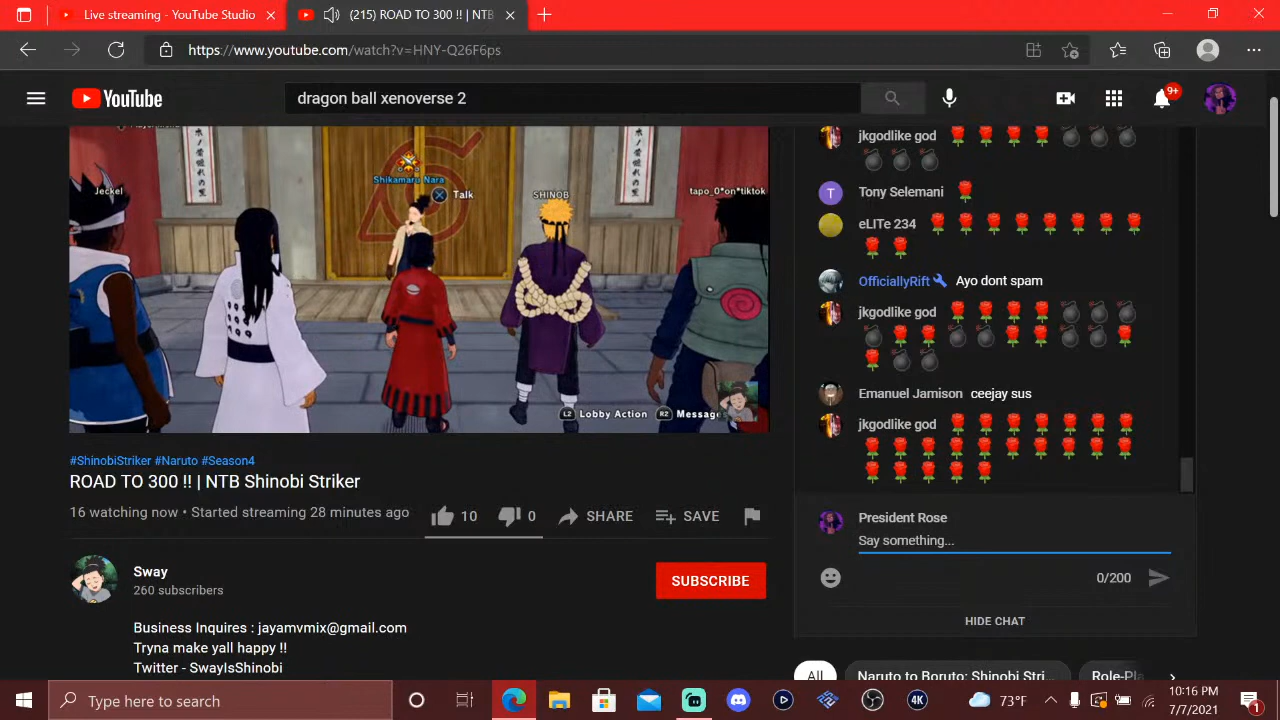 Live streaming - YouTube Studio
(215) ROAD TO 300 !! | NTB
https://www.youtube.com/watch?v=HNY-Q26F6ps
YouTube
dragon ball xenoverse 2
9+
Jeckel
Shikamaru Nara
Talk
SHINOB
tapo_0*on*tiktok
L2 Lobby Action R2 Message
#ShinobiStriker #Naruto #Season4
ROAD TO 300 !! | NTB Shinobi Striker
16 watching now • Started streaming 28 minutes ago
10
0
SHARE
SAVE
Sway
260 subscribers
SUBSCRIBE
Business Inquires : jayamvmix@gmail.com
Tryna make yall happy !!
Twitter - SwayIsShinobi
jkgodlike god
T
Tony Selemani
eLITe 234
OfficiallyRift Ayo dont spam
jkgodlike god
Emanuel Jamison ceejay sus
jkgodlike god
President Rose
Say something...
0/200
HIDE CHAT
All
Naruto to Boruto: Shinobi Stri...
Role-Pla
Type here to search
4K
73°F
10:16 PM
7/7/2021
1